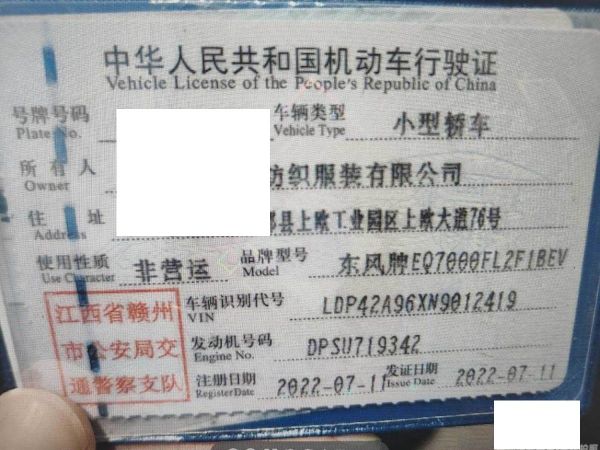 中华人民共和国机动车行驶证
Vehicle License of the People's Republic of China
号牌号码
Plate No.
车辆类型
Vehicle Type
小型轿车
所有人
Owner
纺织服装有限公司
住址
Address
县上欧工业园区上欧大道76号
使用性质
Use Character
非营运
品牌型号
Model
东风牌EQ7000FL2F1BEV
江西省赣州
市公安局交
通警察支队
车辆识别代号
VIN
LDP42A96XN9012419
发动机号码
Engine No.
DPSU719342
注册日期
RegisterDate
2022-07-11
发证日期
Issue Date
2022-07-11